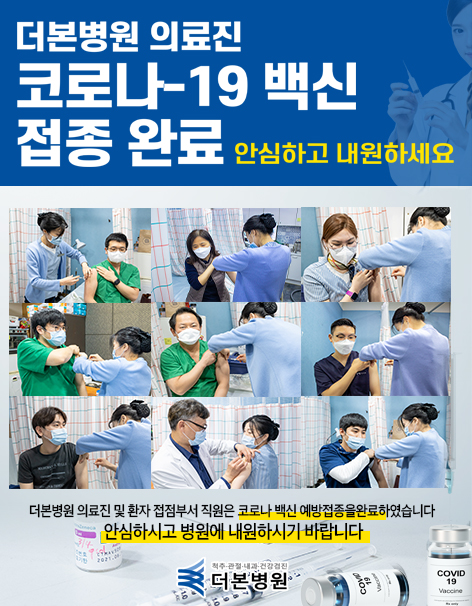 더본병원 의료진
코로나-19 백신
접종 완료 안심하고 내원하세요
더본병원 의료진 및 환자 접점부서 직원은 코로나 백신 예방접종을완료하였습니다
안심하시고 병원에 내원하시기 바랍니다
척추·관절·내과·건강검진
더본병원
COVID
19
Vaccine
COVID
19
Vaccine